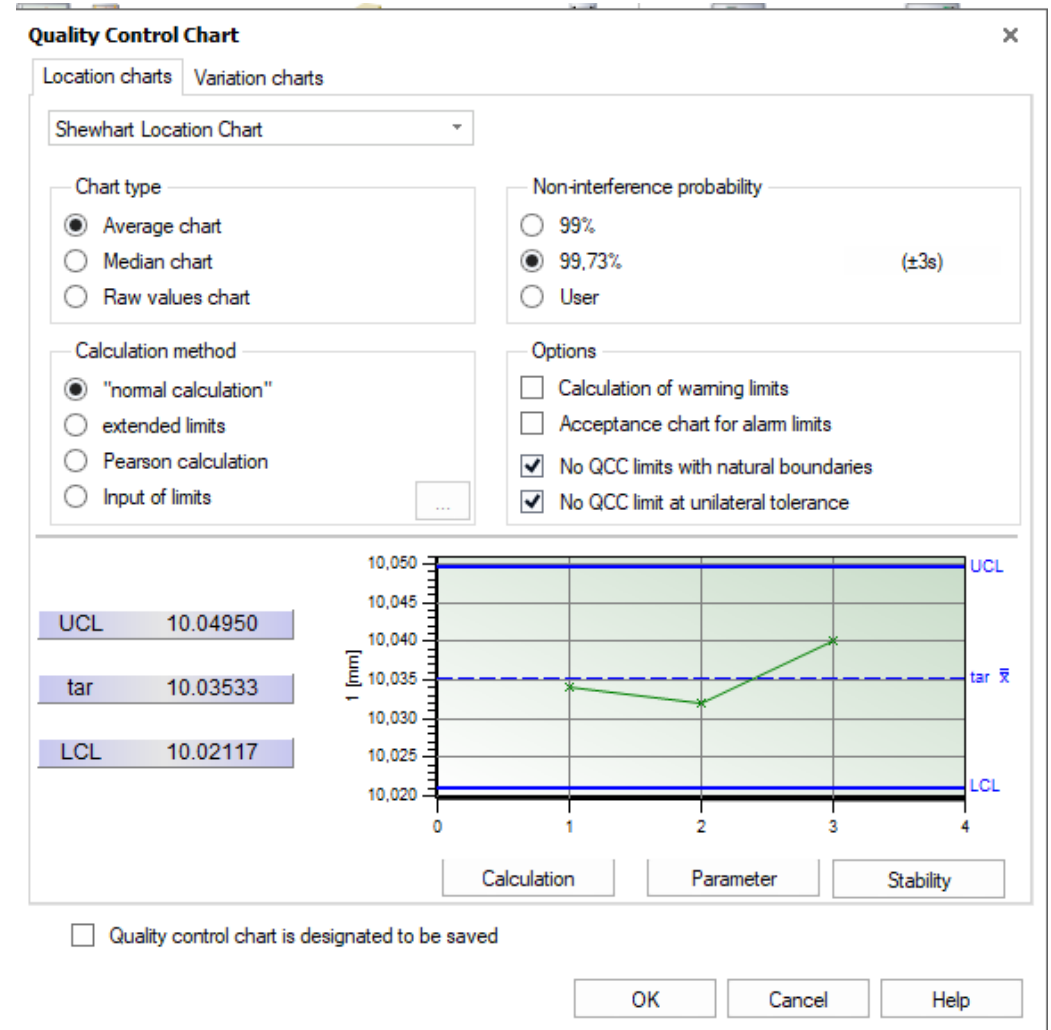 Quality Control Chart
Location charts Variation charts
Shewhart Location Chart
Chart type
Average chart
Median chart
Raw values chart
Non-interference probability
99%
99,73% (±3s)
User
Calculation method
"normal calculation"
extended limits
Pearson calculation
Input of limits
...
Options
Calculation of warning limits
Acceptance chart for alarm limits
No QCC limits with natural boundaries
No QCC limit at unilateral tolerance
UCL 10.04950
tar 10.03533
LCL 10.02117
1 [mm]
10,050
10,045
10,040
10,035
10,030
10,025
10,020
0 1 2 3 4
UCL
tar x̿
LCL
Calculation Parameter Stability
Quality control chart is designated to be saved
OK Cancel Help